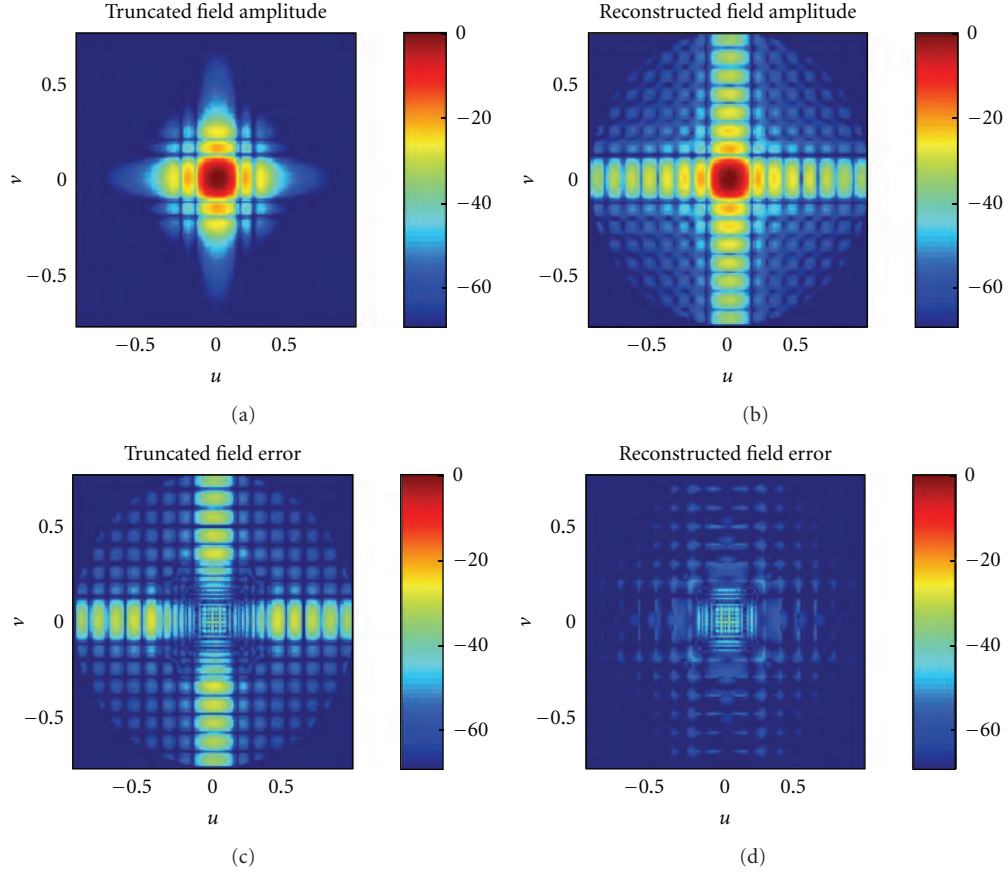 Truncated field amplitude
0.5
0
−0.5
v
−0.5 0 0.5
u
0
−20
−40
−60
(a)
Reconstructed field amplitude
0.5
0
−0.5
v
−0.5 0 0.5
u
0
−20
−40
−60
(b)
Truncated field error
0.5
0
−0.5
v
−0.5 0 0.5
u
0
−20
−40
−60
(c)
Reconstructed field error
0.5
0
−0.5
v
−0.5 0 0.5
u
0
−20
−40
−60
(d)